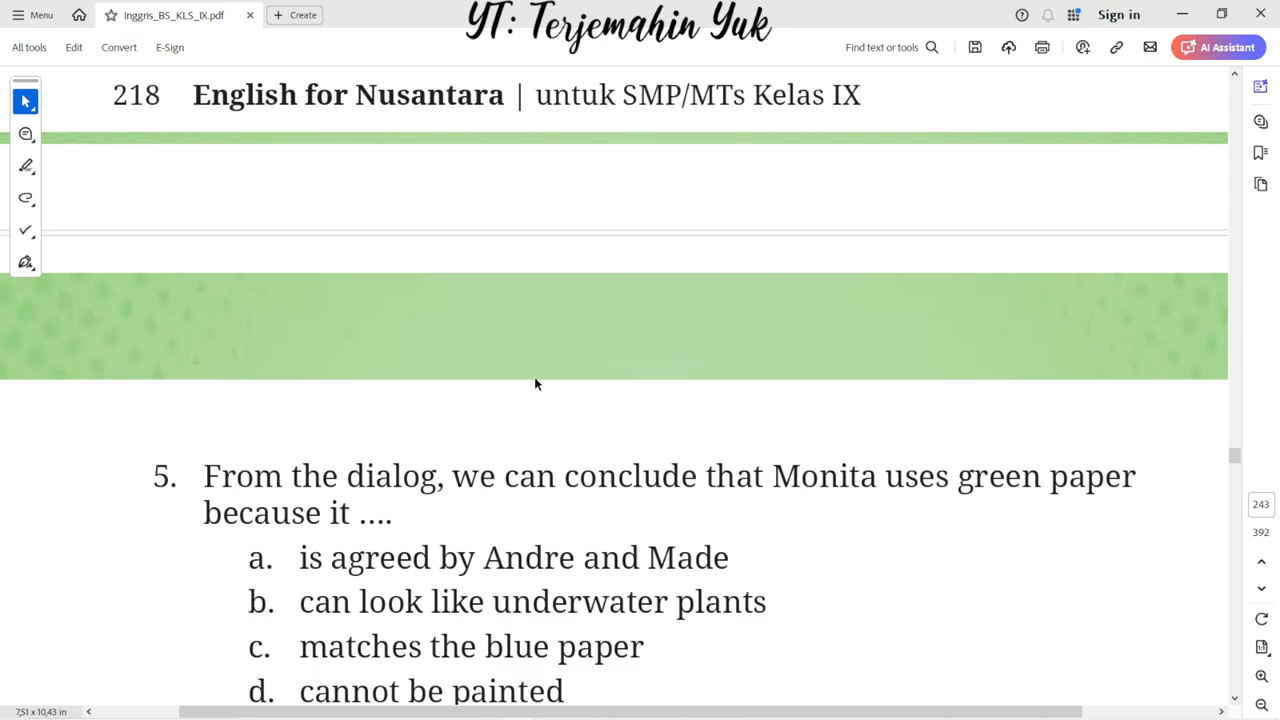 YT: Terjemahin Yuk
Menu
Inggris_BS_KLS_IX.pdf
Create
Sign in
All tools
Edit
Convert
E-Sign
Find text or tools
AI Assistant
218 English for Nusantara | untuk SMP/MTs Kelas IX
5. From the dialog, we can conclude that Monita uses green paper
because it ....
a. is agreed by Andre and Made
b. can look like underwater plants
c. matches the blue paper
d. cannot be painted
243
392
7,51 x 10,43 in